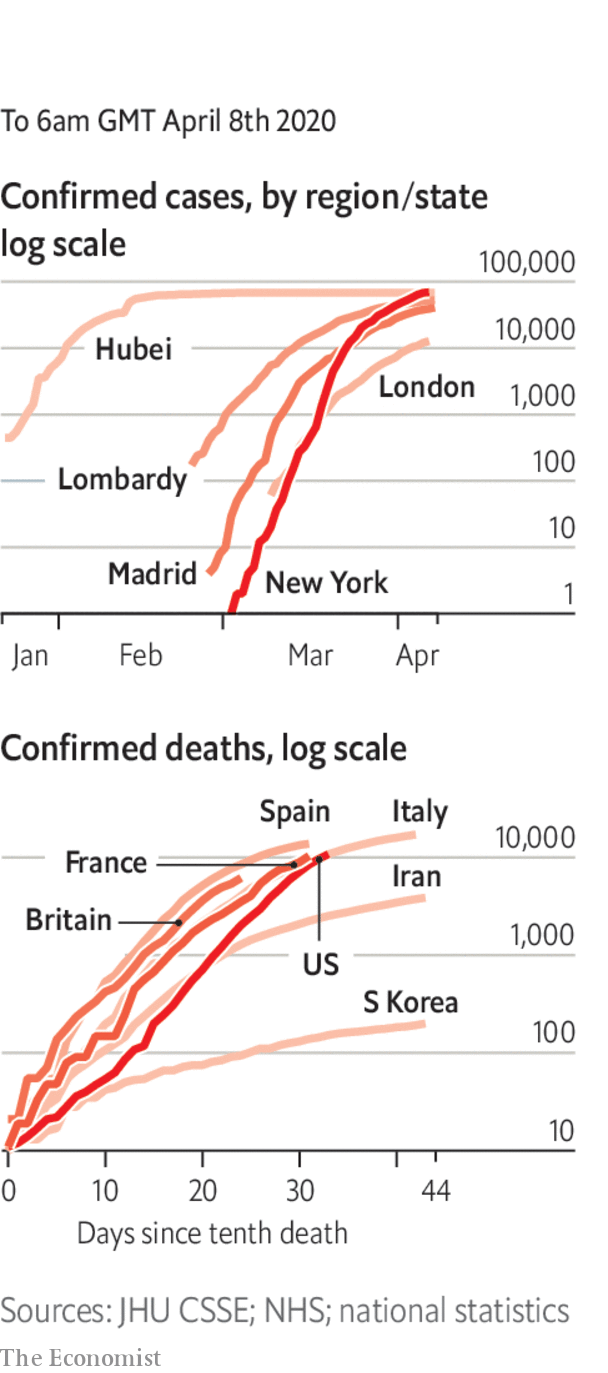 To 6am GMT April 8th 2020
Confirmed cases, by region/state
log scale
100,000
Hubei
10,000
London
1,000
Lombardy
100
10
Madrid
New York
1
Jan
Feb
Mar
Apr
Confirmed deaths, log scale
Spain
Italy
10,000
France
Iran
Britain
1,000
US
S Korea
100
10
0
10
20
30
44
Days since tenth death
Sources: JHU CSSE; NHS; national statistics
The Economist